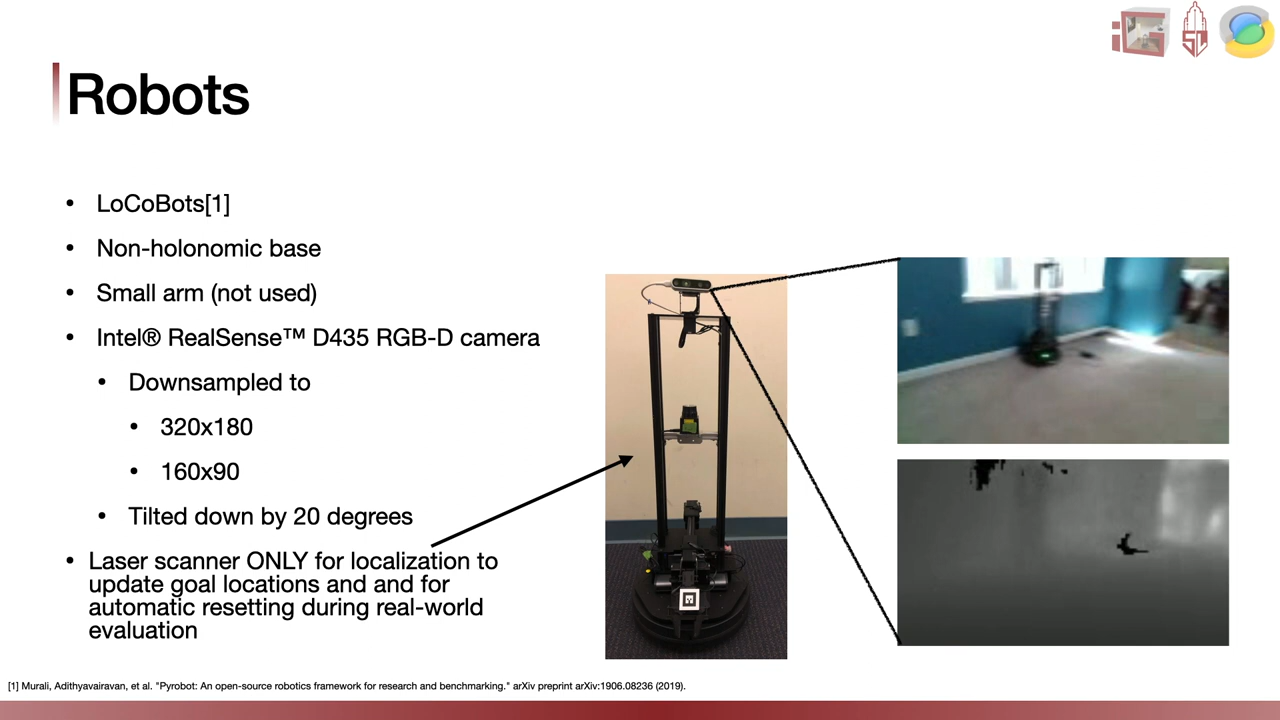 Robots
LoCoBots[1]
Non-holonomic base
Small arm (not used)
Intel® RealSense™ D435 RGB-D camera
Downsampled to
320x180
160x90
Tilted down by 20 degrees
Laser scanner ONLY for localization to
update goal locations and and for
automatic resetting during real-world
evaluation
[1] Murali, Adithyavairavan, et al. "Pyrobot: An open-source robotics framework for research and benchmarking." arXiv preprint arXiv:1906.08236 (2019).